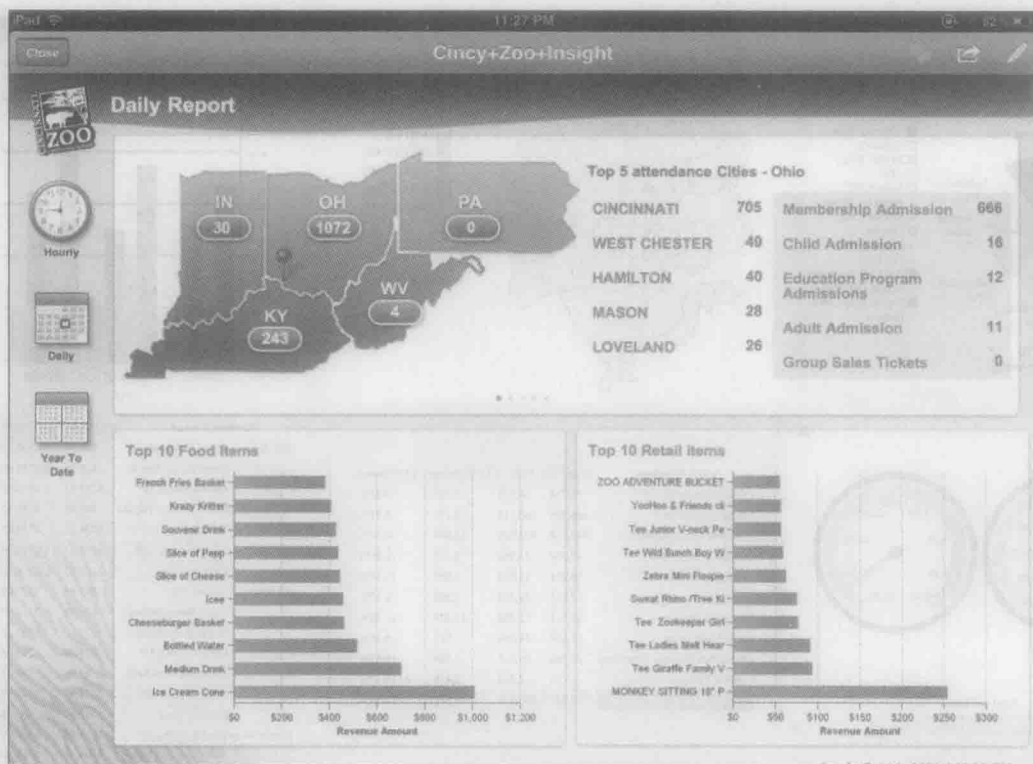 iPad
11:27 PM
Close
Cincy+Zoo+Insight
ZOO
Daily Report
Hourly
Daily
Year To
Date
IN
30
OH
1072
PA
0
WV
4
KY
243
Top 5 attendance Cities - Ohio
CINCINNATI 705
WEST CHESTER 40
HAMILTON 40
MASON 28
LOVELAND 26
Membership Admission 666
Child Admission 16
Education Program
Admissions 12
Adult Admission 11
Group Sales Tickets 0
Top 10 Food Items
French Fries Basket
Krazy Kritter
Souvenir Drink
Slice of Pepp
Slice of Cheese
Icee
Cheeseburger Basket
Bottled Water
Medium Drink
Ice Cream Cone
$0 $200 $400 $600 $800 $1,000 $1,200
Revenue Amount
Top 10 Retail items
ZOO ADVENTURE BUCKET
YooHoo & Friends cli
Tee Junior V-neck Pe
Tee Wild Bunch Boy W
Zebra Mini Flopie
Sweat Rhino /Tree Ki
Tee Zookeeper Girl
Tee Ladies Melt Hear
Tee Giraffe Family V
MONKEY SITTING 18" P
$0 $50 $100 $150 $200 $250 $300
Revenue Amount